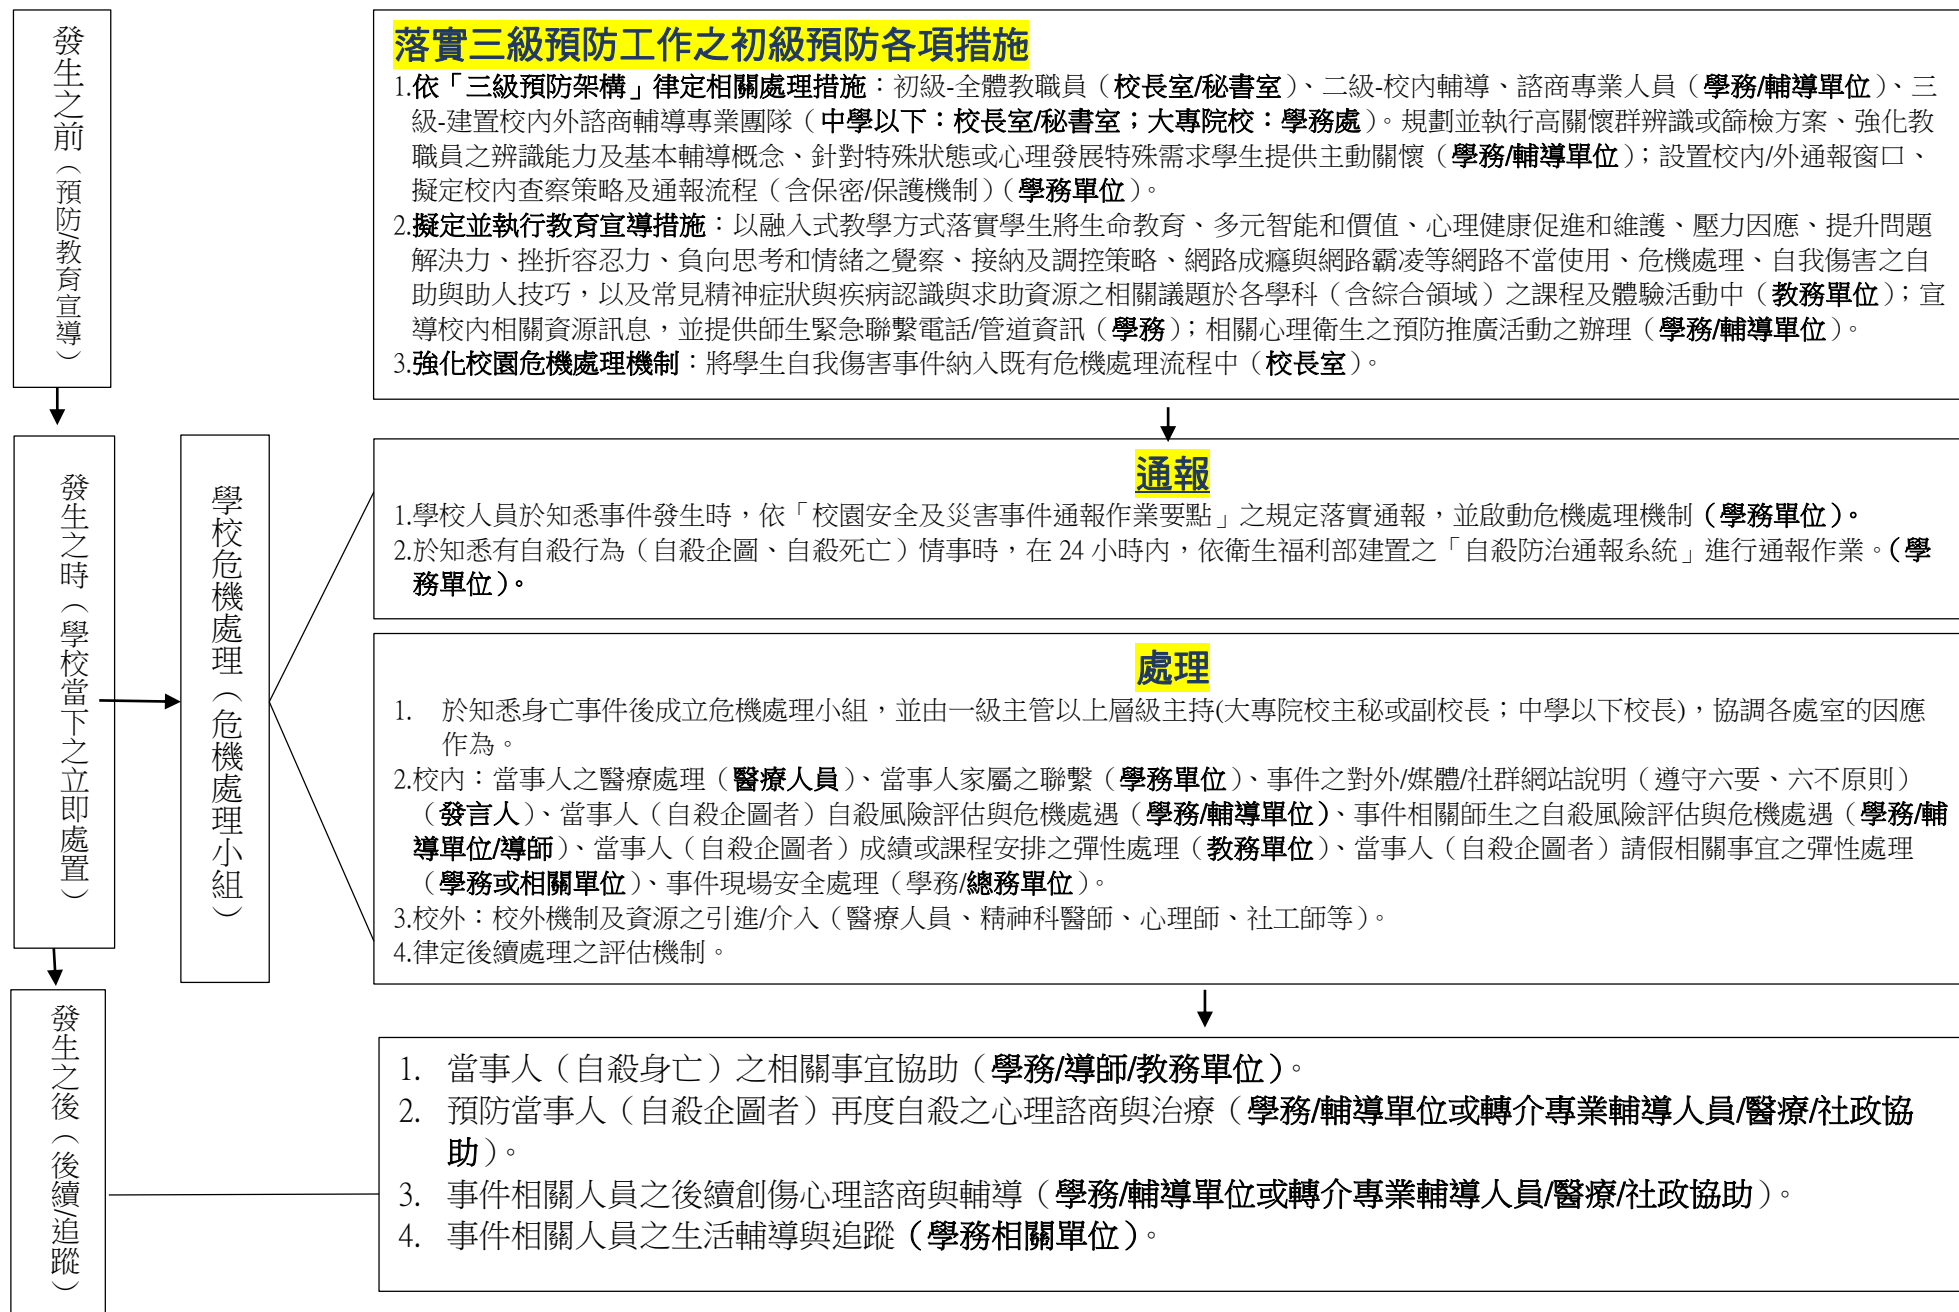 發生之前（預防/教育宣導）
落實三級預防工作之初級預防各項措施
1.依「三級預防架構」律定相關處理措施：初級-全體教職員（校長室/秘書室）、二級-校內輔導、諮商專業人員（學務/輔導單位）、三
級-建置校內外諮商輔導專業團隊（中學以下：校長室/秘書室；大專院校：學務處）。規劃並執行高關懷群辨識或篩檢方案、強化教
職員之辨識能力及基本輔導概念、針對特殊狀態或心理發展特殊需求學生提供主動關懷（學務/輔導單位）；設置校內/外通報窗口、
擬定校內查察策略及通報流程（含保密/保護機制）（學務單位）。
2.擬定並執行教育宣導措施：以融入式教學方式落實學生將生命教育、多元智能和價值、心理健康促進和維護、壓力因應、提升問題
解決力、挫折容忍力、負向思考和情緒之覺察、接納及調控策略、網路成癮與網路霸凌等網路不當使用、危機處理、自我傷害之自
助與助人技巧，以及常見精神症狀與疾病認識與求助資源之相關議題於各學科（含綜合領域）之課程及體驗活動中（教務單位）；宣
導校內相關資源訊息，並提供師生緊急聯繫電話/管道資訊（學務）；相關心理衛生之預防推廣活動之辦理（學務/輔導單位）。
3.強化校園危機處理機制：將學生自我傷害事件納入既有危機處理流程中（校長室）。
發生之時（學校當下之立即處置）
學校危機處理（危機處理小組）
通報
1.學校人員於知悉事件發生時，依「校園安全及災害事件通報作業要點」之規定落實通報，並啟動危機處理機制（學務單位）。
2.於知悉有自殺行為（自殺企圖、自殺死亡）情事時，在 24 小時內，依衛生福利部建置之「自殺防治通報系統」進行通報作業。（學
務單位）。
處理
1. 於知悉身亡事件後成立危機處理小組，並由一級主管以上層級主持(大專院校主秘或副校長；中學以下校長)，協調各處室的因應
作為。
2.校內：當事人之醫療處理（醫療人員）、當事人家屬之聯繫（學務單位）、事件之對外/媒體/社群網站說明（遵守六要、六不原則）
（發言人）、當事人（自殺企圖者）自殺風險評估與危機處遇（學務/輔導單位）、事件相關師生之自殺風險評估與危機處遇（學務/輔
導單位/導師）、當事人（自殺企圖者）成績或課程安排之彈性處理（教務單位）、當事人（自殺企圖者）請假相關事宜之彈性處理
（學務或相關單位）、事件現場安全處理（學務/總務單位）。
3.校外：校外機制及資源之引進/介入（醫療人員、精神科醫師、心理師、社工師等）。
4.律定後續處理之評估機制。
發生之後（後續/追蹤）
1. 當事人（自殺身亡）之相關事宜協助（學務/導師/教務單位）。
2. 預防當事人（自殺企圖者）再度自殺之心理諮商與治療（學務/輔導單位或轉介專業輔導人員/醫療/社政協
助）。
3. 事件相關人員之後續創傷心理諮商與輔導（學務/輔導單位或轉介專業輔導人員/醫療/社政協助）。
4. 事件相關人員之生活輔導與追蹤（學務相關單位）。